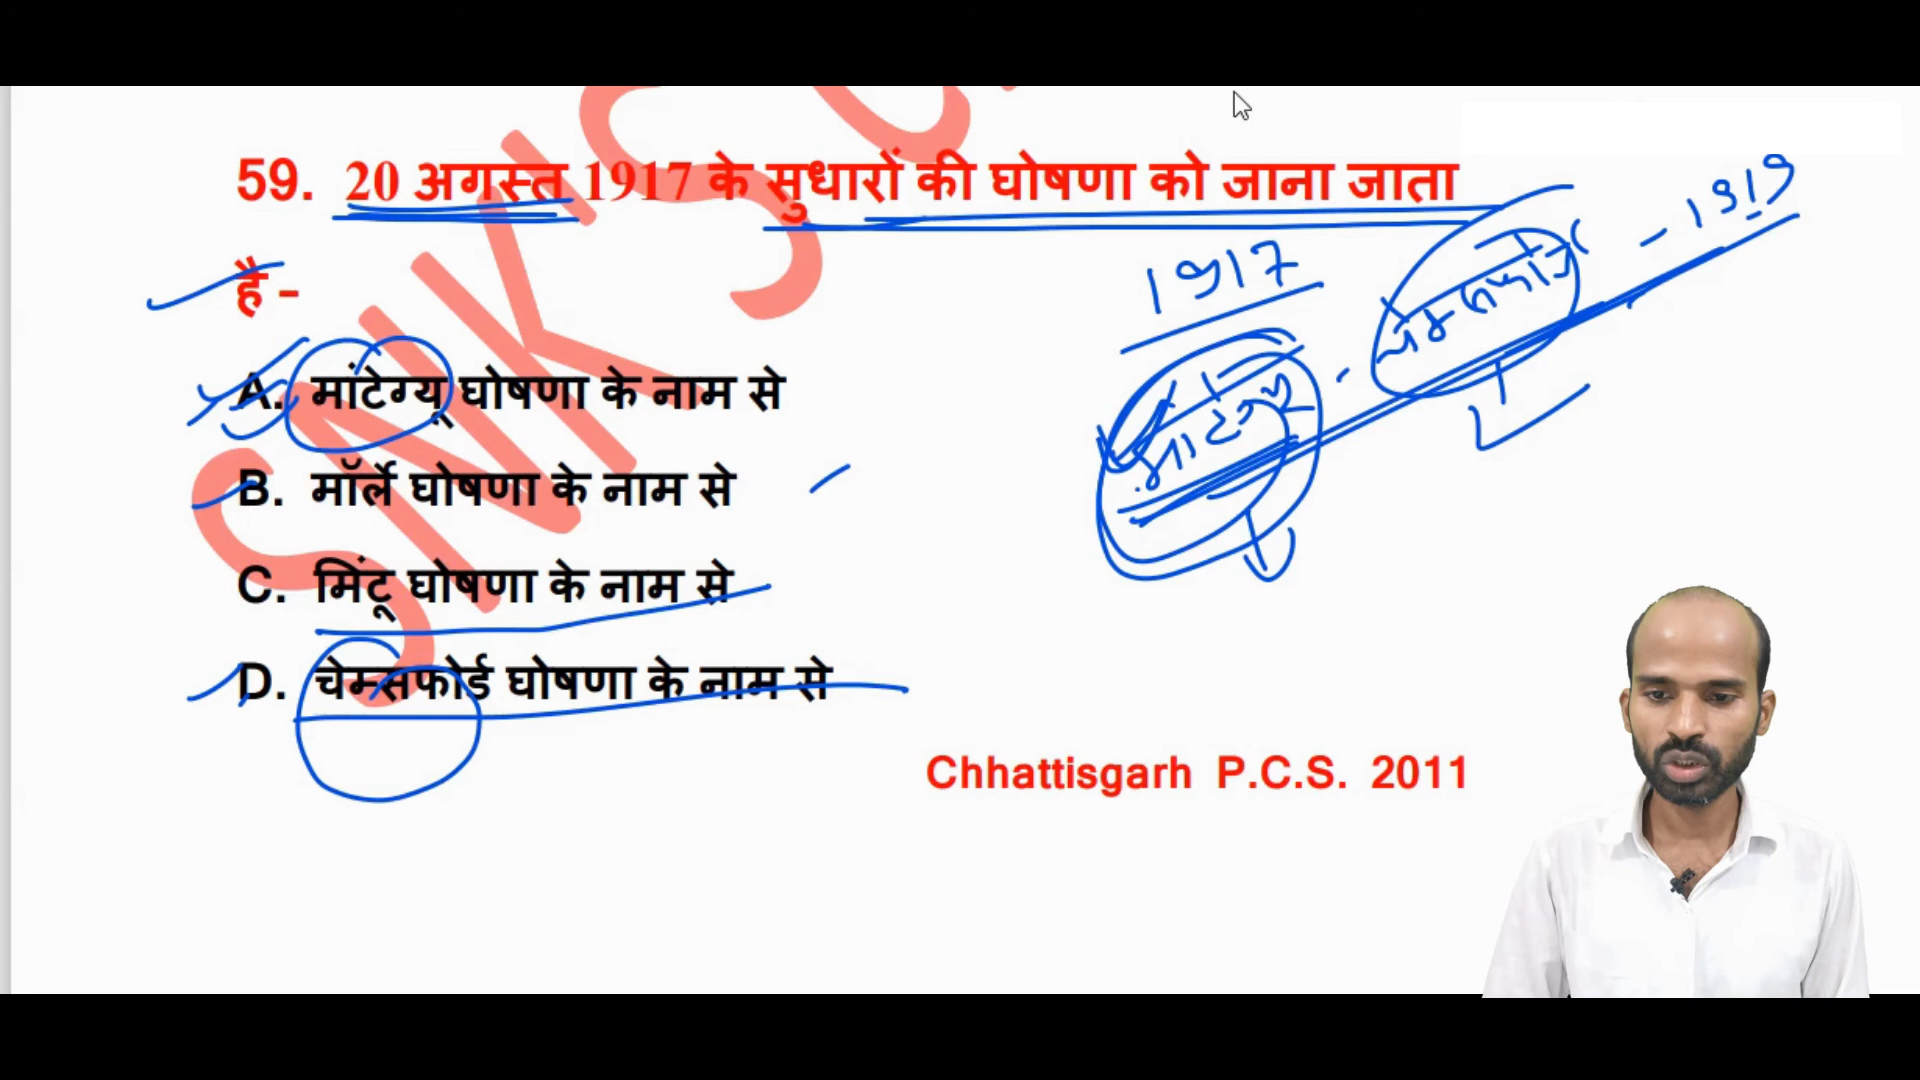 59. 20 अगस्त 1917 के सुधारों की घोषणा को जाना जाता
है -
A. मांटेग्यू घोषणा के नाम से
B. मॉर्ले घोषणा के नाम से
C. मिंटू घोषणा के नाम से
D. चेम्सफोर्ड घोषणा के नाम से
1917
- 1919
Chhattisgarh P.C.S. 2011